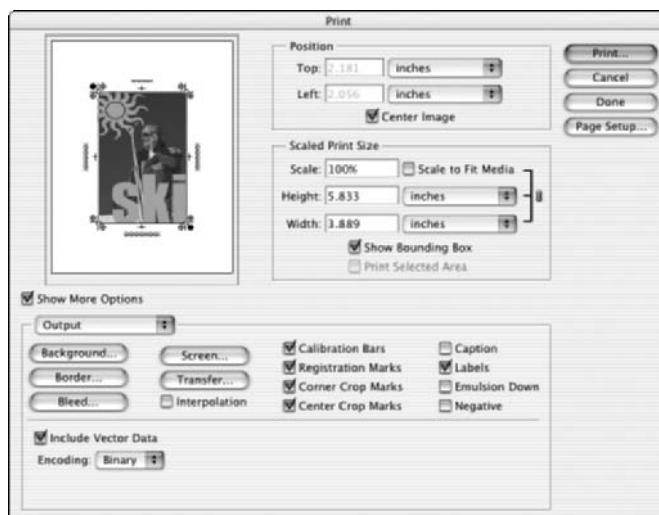 Print
Position
Top: 2.181 inches
Left: 2.056 inches
Center Image
Print...
Cancel
Done
Page Setup...
ski
Scaled Print Size
Scale: 100% Scale to Fit Media
Height: 5.833 inches
Width: 3.889 inches
Show Bounding Box
Print Selected Area
Show More Options
Output
Background... Screen...
Border... Transfer...
Bleed... Interpolation
Calibration Bars Caption
Registration Marks Labels
Corner Crop Marks Emulsion Down
Center Crop Marks Negative
Include Vector Data
Encoding: Binary